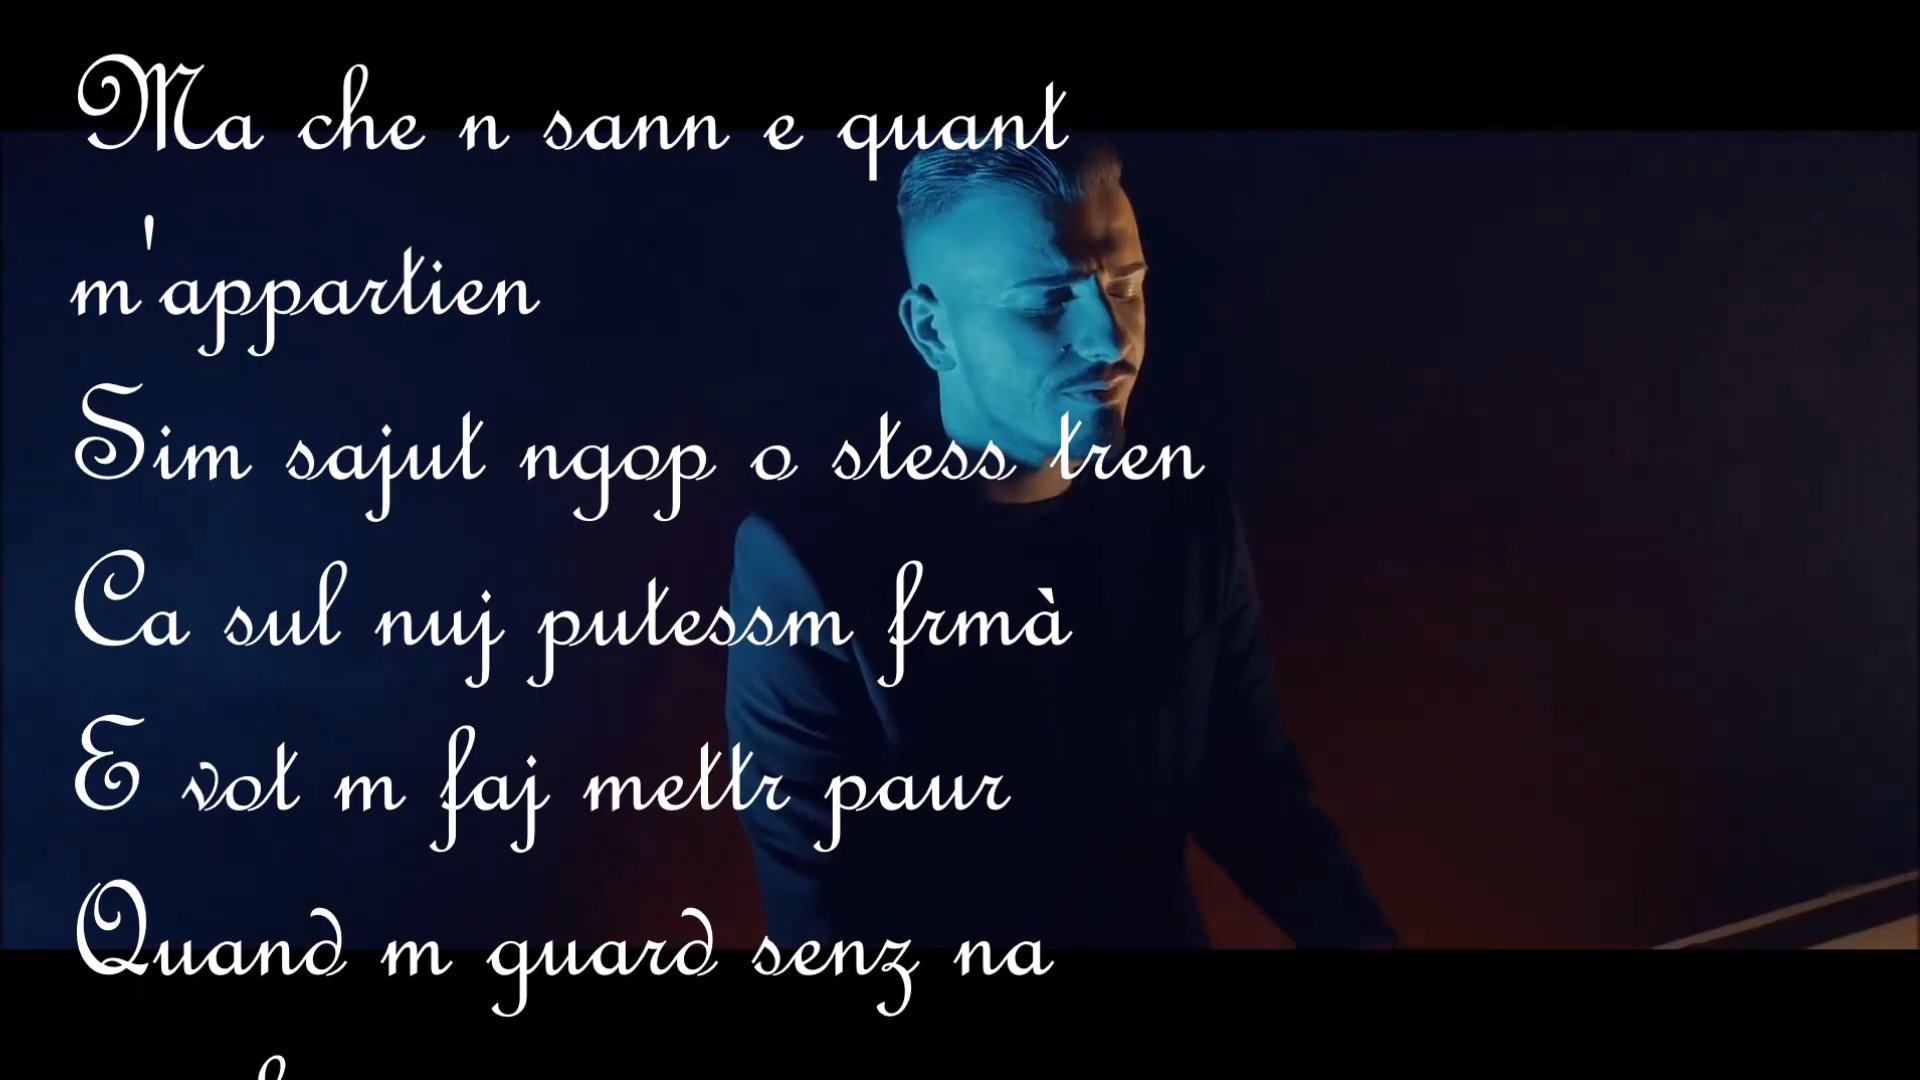 Ma che n sann e quant
m'appartien
Sim sajut ngop o stess tren
Ca sul nuj putessm frmà
E vot m faj mettr paur
Quand m guard senz na